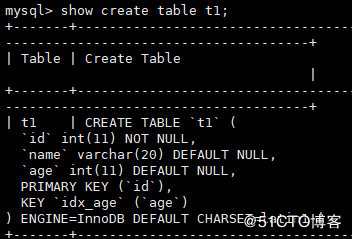 mysql> show create table t1;
+-------+-----------------------------------
----------------------------------------+
| Table | Create Table
|
+-------+-----------------------------------
----------------------------------------+
| t1 | CREATE TABLE `t1` (
`id` int(11) NOT NULL,
`name` varchar(20) DEFAULT NULL,
`age` int(11) DEFAULT NULL,
PRIMARY KEY (`id`),
KEY `idx_age` (`age`)
) ENGINE=InnoDB DEFAULT CHARSET=latin1 |
+-------+-----------------------------------
@51CTO博客